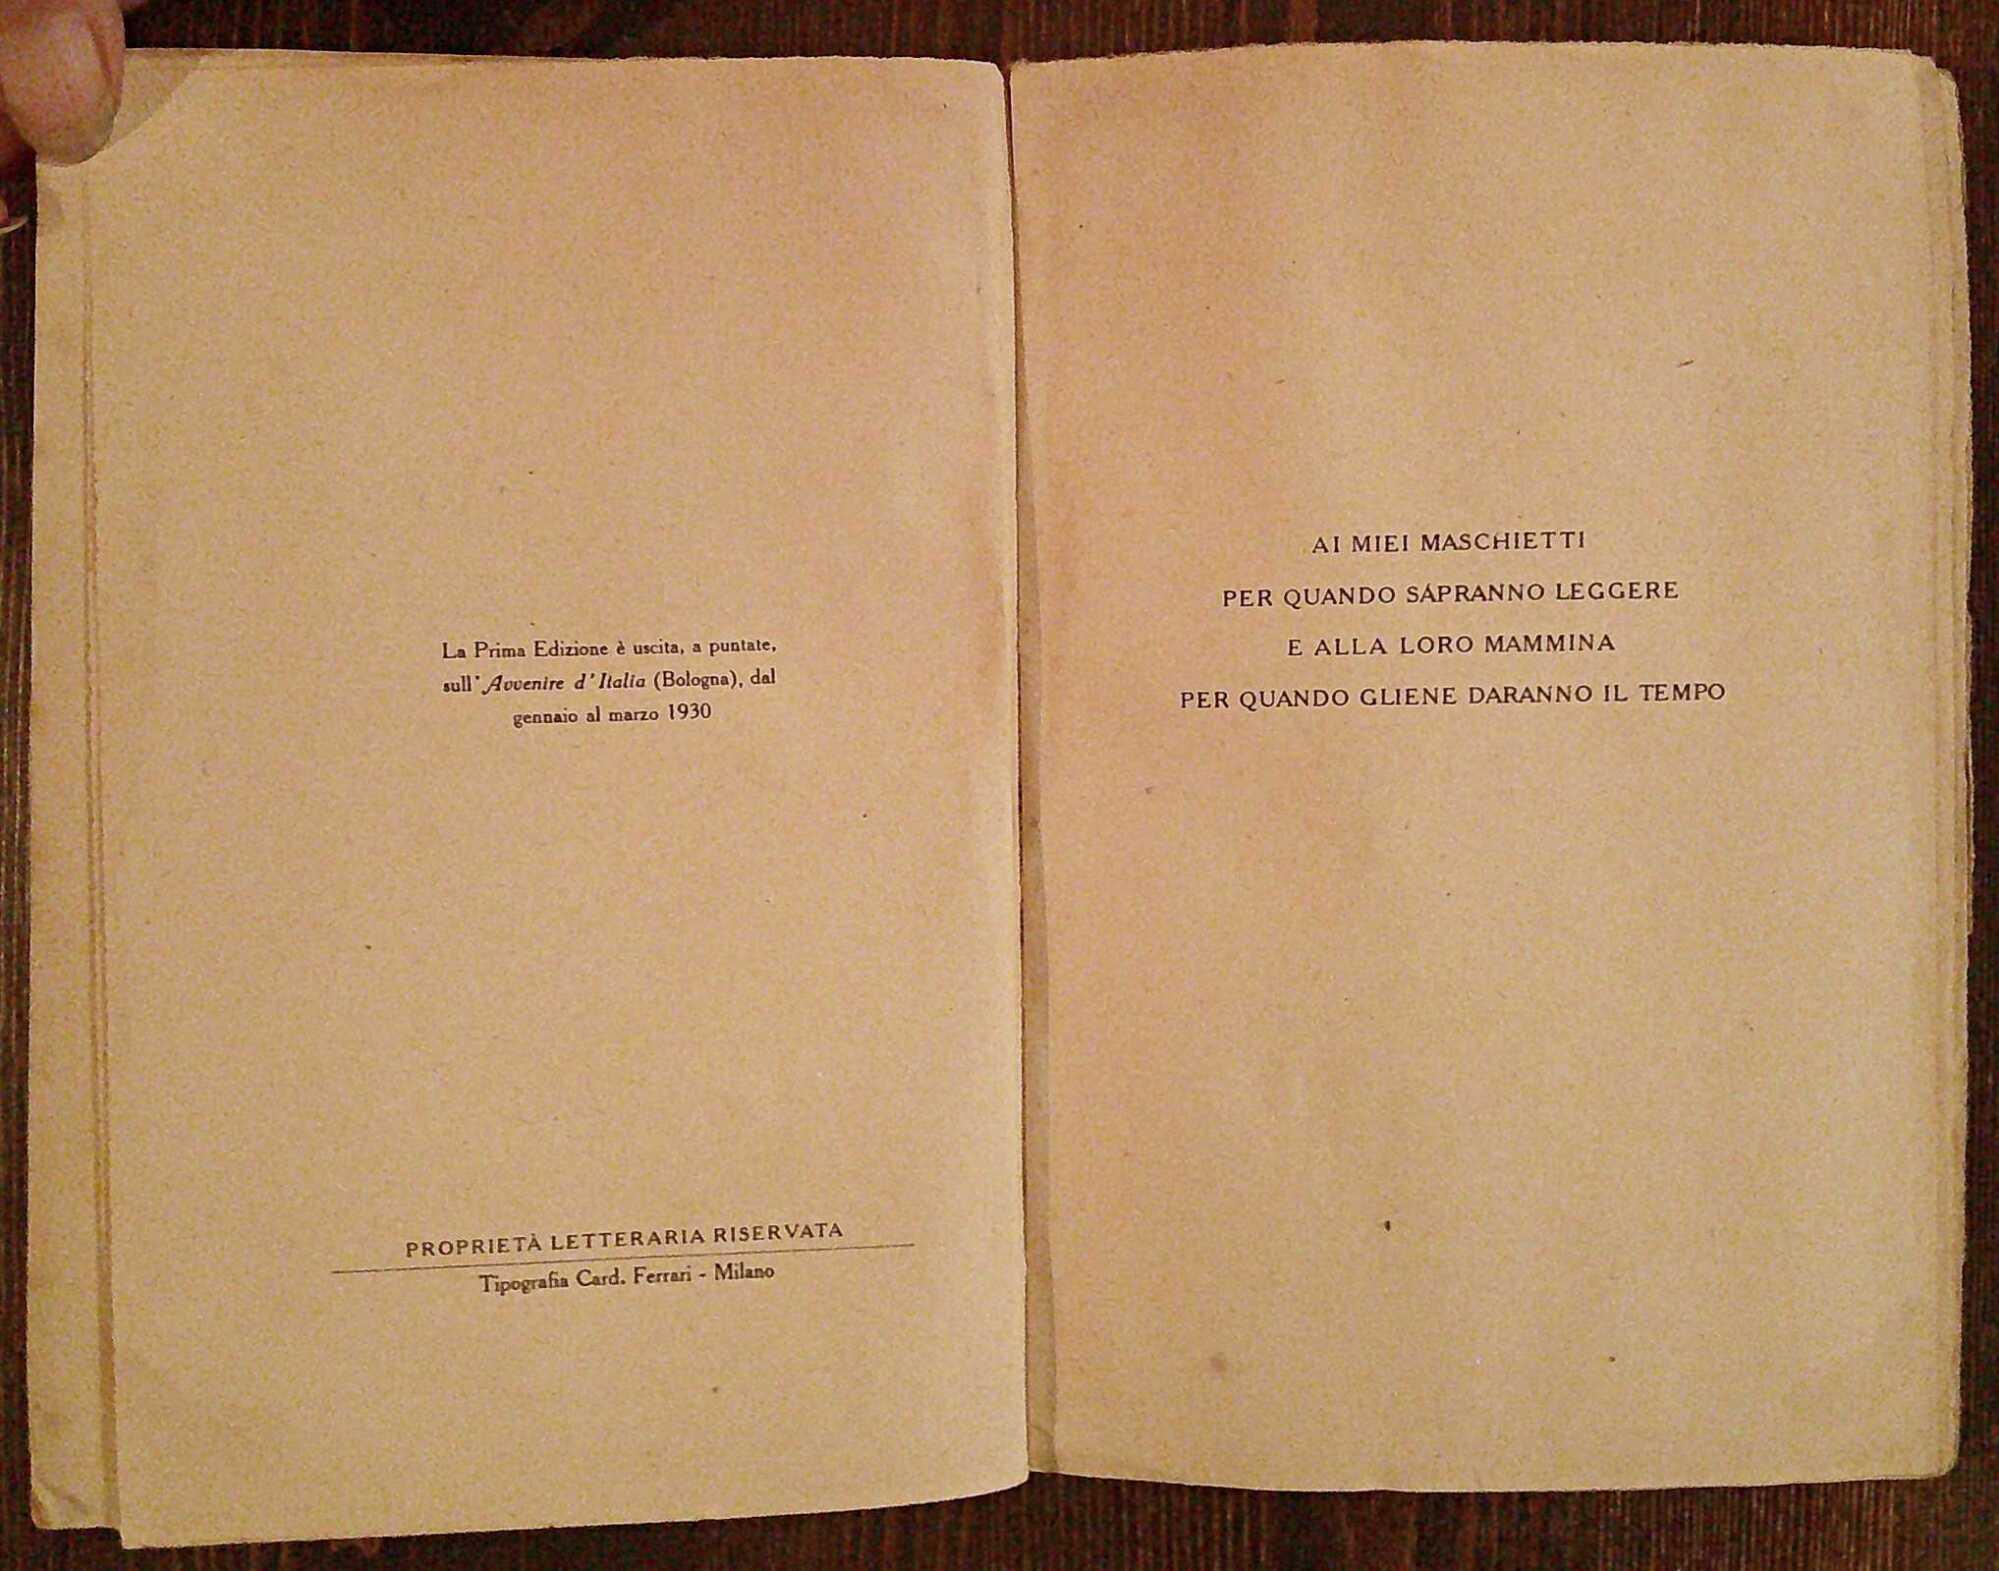 La Prima Edizione è uscita, a puntate,
sull'Avvenire d'Italia (Bologna), dal
gennaio al marzo 1930
PROPRIETÀ LETTERARIA RISERVATA
Tipografia Card. Ferrari - Milano
AI MIEI MASCHIETTI
PER QUANDO SAPRANNO LEGGERE
E ALLA LORO MAMMINA
PER QUANDO GLIENE DARANNO IL TEMPO